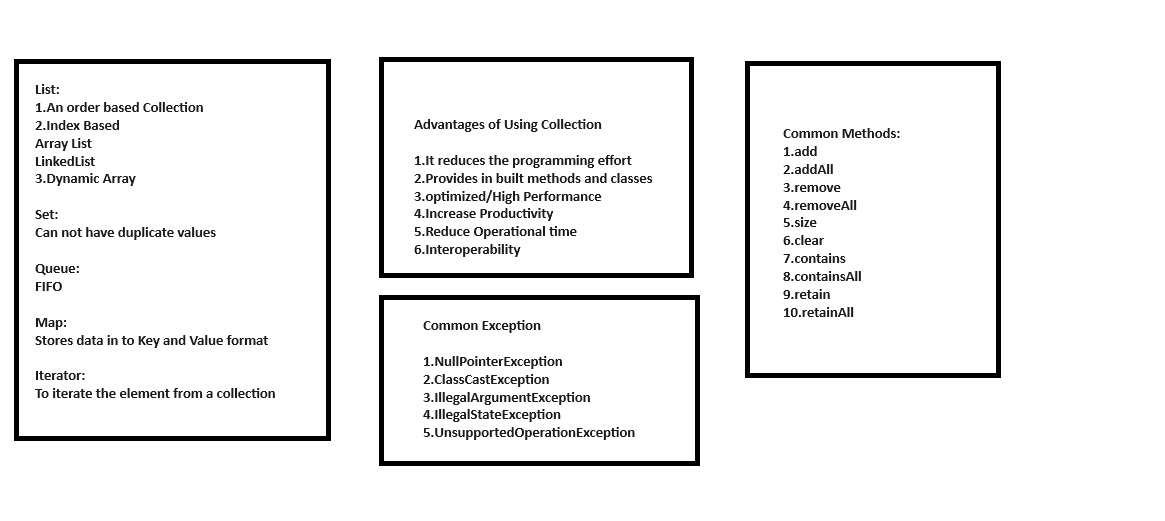 List:
1.An order based Collection
2.Index Based
Array List
LinkedList
3.Dynamic Array
Set:
Can not have duplicate values
Queue:
FIFO
Map:
Stores data in to Key and Value format
Iterator:
To iterate the element from a collection
Advantages of Using Collection
1.It reduces the programming effort
2.Provides in built methods and classes
3.optimized/High Performance
4.Increase Productivity
5.Reduce Operational time
6.Interoperability
Common Exception
1.NullPointerException
2.ClassCastException
3.IllegalArgumentException
4.IllegalStateException
5.UnsupportedOperationException
Common Methods:
1.add
2.addAll
3.remove
4.removeAll
5.size
6.clear
7.contains
8.containsAll
9.retain
10.retainAll